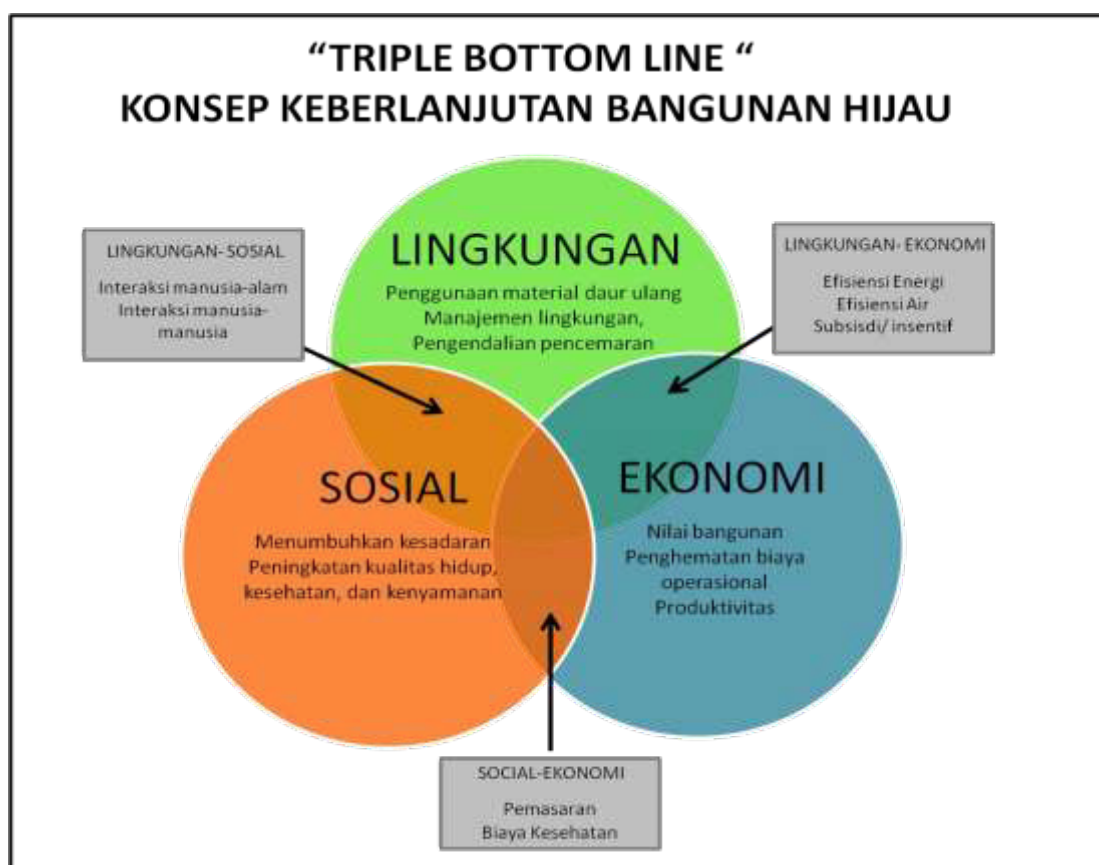 “TRIPLE BOTTOM LINE “
KONSEP KEBERLANJUTAN BANGUNAN HIJAU
LINGKUNGAN- SOSIAL
Interaksi manusia-alam
Interaksi manusia-
manusia
LINGKUNGAN
Penggunaan material daur ulang
Manajemen lingkungan,
Pengendalian pencemaran
LINGKUNGAN- EKONOMI
Efisiensi Energi
Efisiensi Air
Subsisdi/ insentif
SOSIAL
Menumbuhkan kesadaran
Peningkatan kualitas hidup,
kesehatan, dan kenyamanan
EKONOMI
Nilai bangunan
Penghematan biaya
operasional
Produktivitas
SOCIAL-EKONOMI
Pemasaran
Biaya Kesehatan